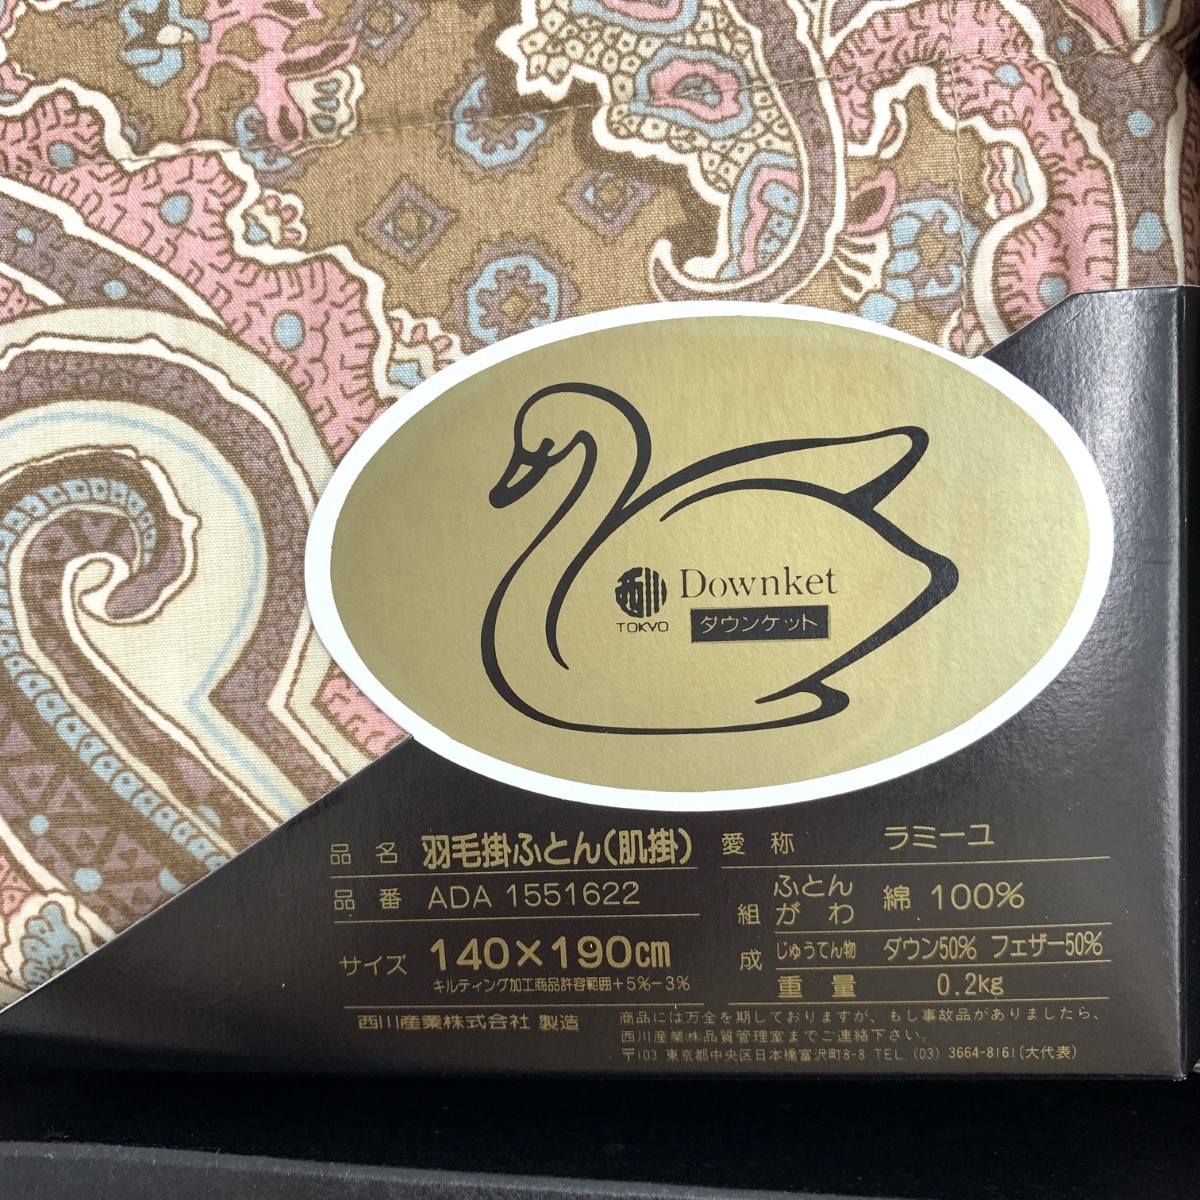 西川
TOKYO
Downket
ダウンケット
品名 羽毛掛ふとん(肌掛)
品番 ADA 1551622
サイズ 140×190cm
キルティング加工商品許容範囲+5%-3%
西川産業株式会社 製造
愛称 ラミーユ
組成 ふとんがわ 綿 100%
じゅうてん物 ダウン50% フェザー50%
重量 0.2kg
商品には万全を期しておりますが、もし事故品がありましたら、
西川産業㈱品質管理室までご連絡下さい。
〒103 東京都中央区日本橋富沢町8-8 TEL. (03) 3664-8161(大代表)